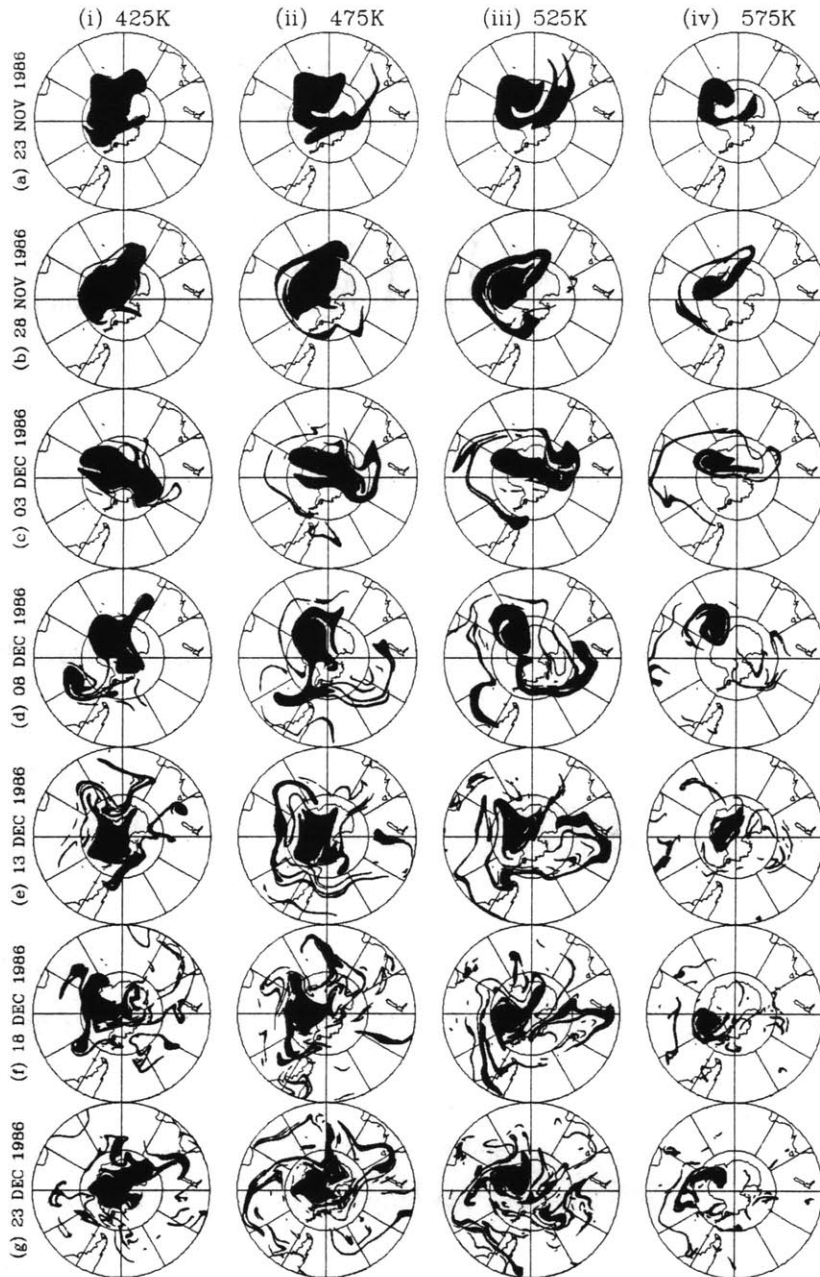 (i) 425K (ii) 475K (iii) 525K (iv) 575K
(a) 23 NOV 1986
(b) 28 NOV 1986
(c) 03 DEC 1986
(d) 08 DEC 1986
(e) 13 DEC 1986
(f) 18 DEC 1986
(g) 23 DEC 1986